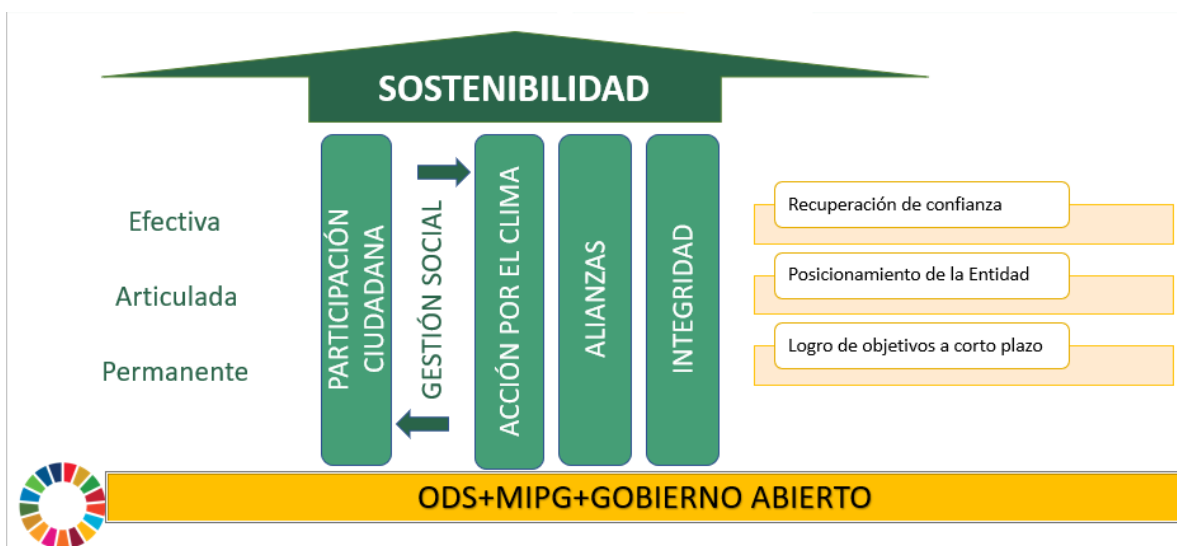 SOSTENIBILIDAD
Efectiva
Articulada
Permanente
PARTICIPACIÓN
CIUDADANA
GESTIÓN SOCIAL
ACCIÓN POR EL CLIMA
ALIANZAS
INTEGRIDAD
Recuperación de confianza
Posicionamiento de la Entidad
Logro de objetivos a corto plazo
ODS+MIPG+GOBIERNO ABIERTO